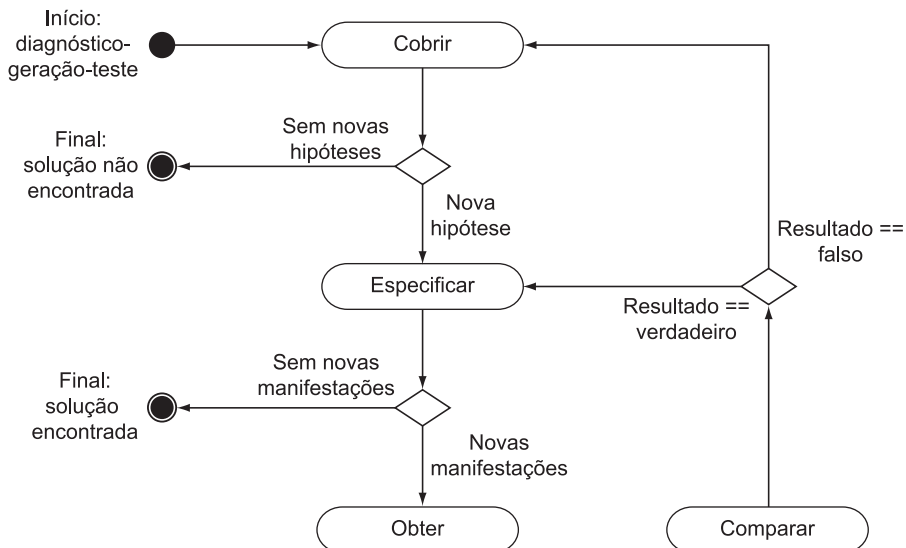 Início:
diagnóstico-
geração-teste
Cobrir
Sem novas
hipóteses
Final:
solução não
encontrada
Nova
hipótese
Resultado ==
falso
Especificar
Resultado ==
verdadeiro
Sem novas
manifestações
Final:
solução
encontrada
Novas
manifestações
Obter
Comparar